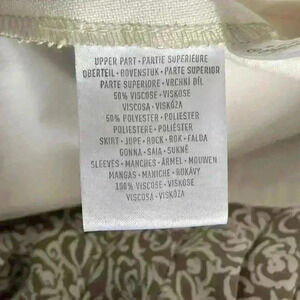 UPPER PART · PARTIE SUPERIEURE
OBERTEIL · BOVENSTUK · PARTE SUPERIOR
PARTE SUPERIORE · VRCHNÍ DÍL
50% VISCOSE · VISKOSE
VISCOSA · VISKÓZA
50% POLYESTER · POLIESTER
POLIESTERE · POLIÉSTER
SKIRT · JUPE · ROCK · ROK · FALDA
GONNA · SAIA · SUKNĚ
SLEEVES · MANCHES · ÄRMEL · MOUWEN
MANGAS · MANICHE · RUKÁVY
100% VISCOSE · VISKOSE
VISCOSA · VISKÓZA